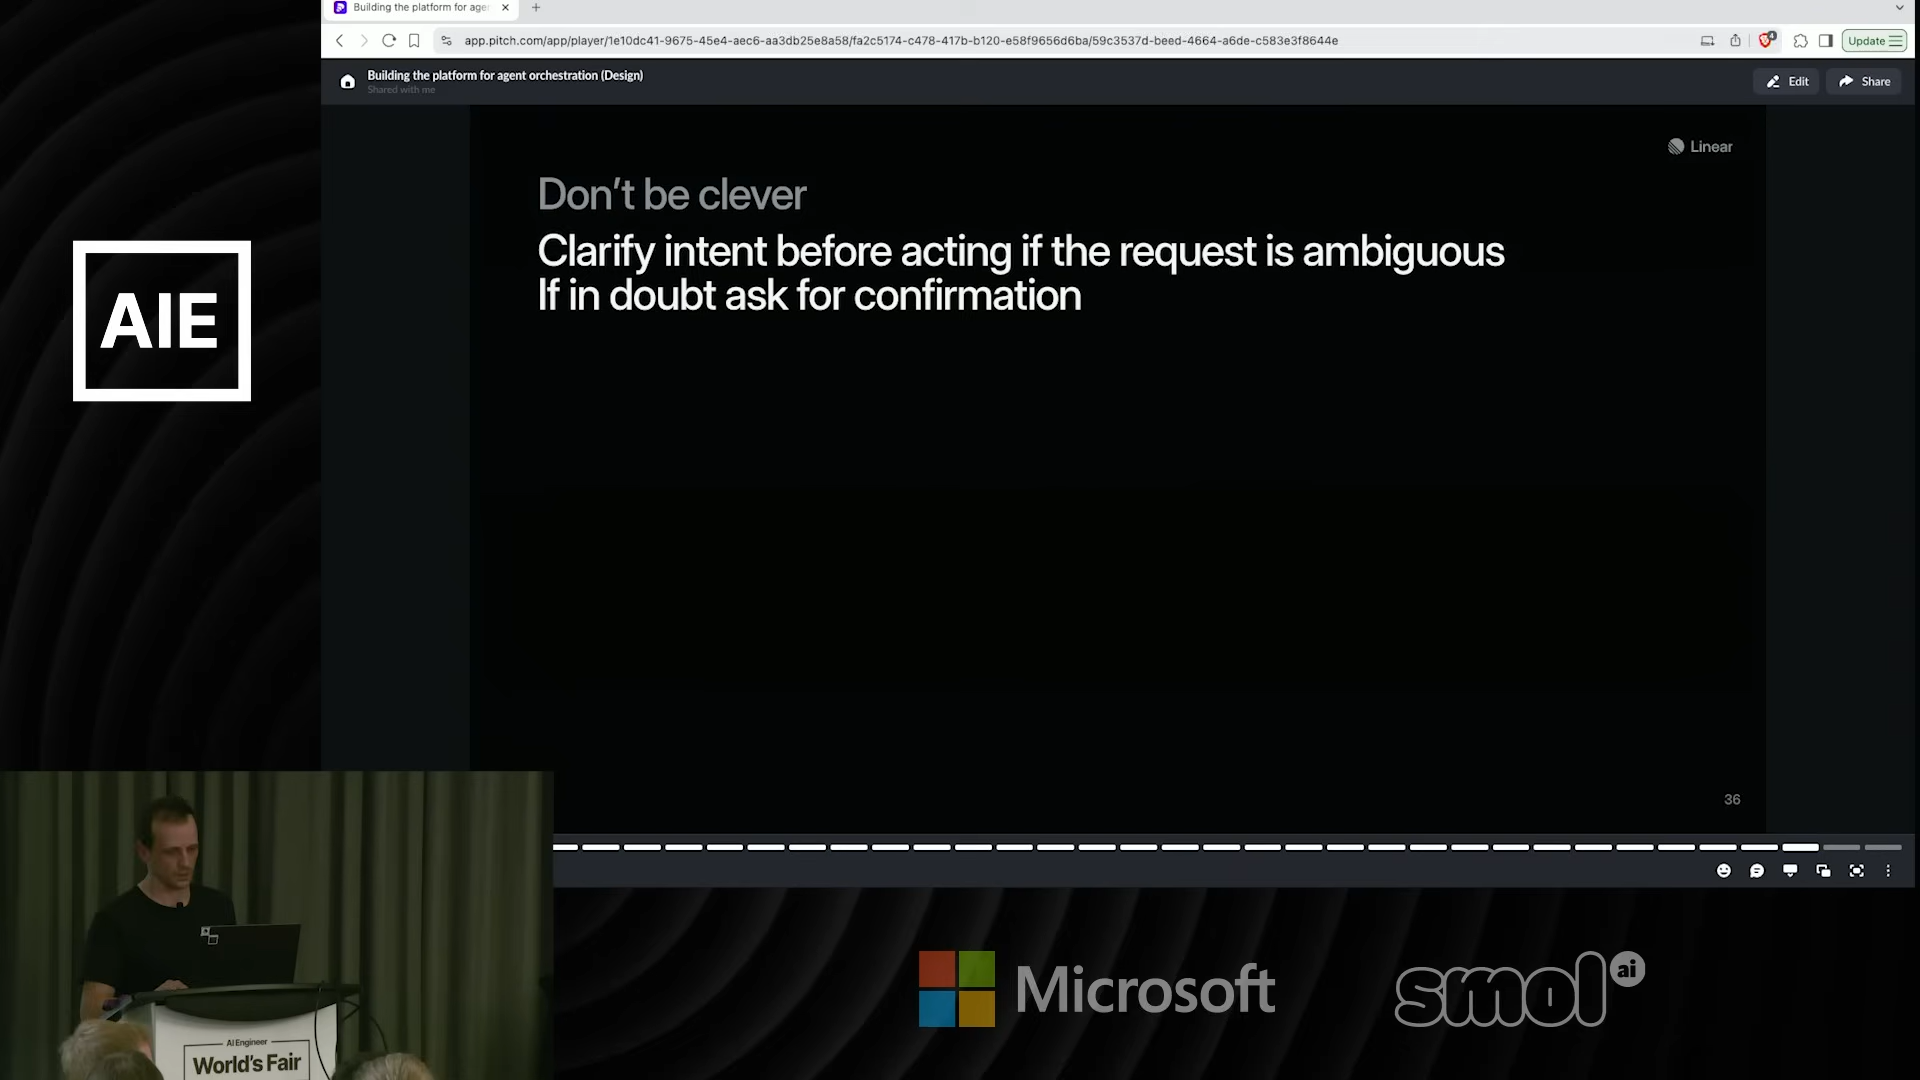 Building the platform for age
app.pitch.com/app/player/1e10dc41-9675-45e4-aec6-aa3db25e8a58/fa2c5174-c478-417b-b120-e58f9656d6ba/59c3537d-beed-4664-a6de-c583e3f8644e
4
Update
Building the platform for agent orchestration (Design)
Shared with me
Edit
Share
Linear
Don't be clever
Clarify intent before acting if the request is ambiguous
If in doubt ask for confirmation
AIE
36
Microsoft
smol ai
AI Engineer
World's Fair